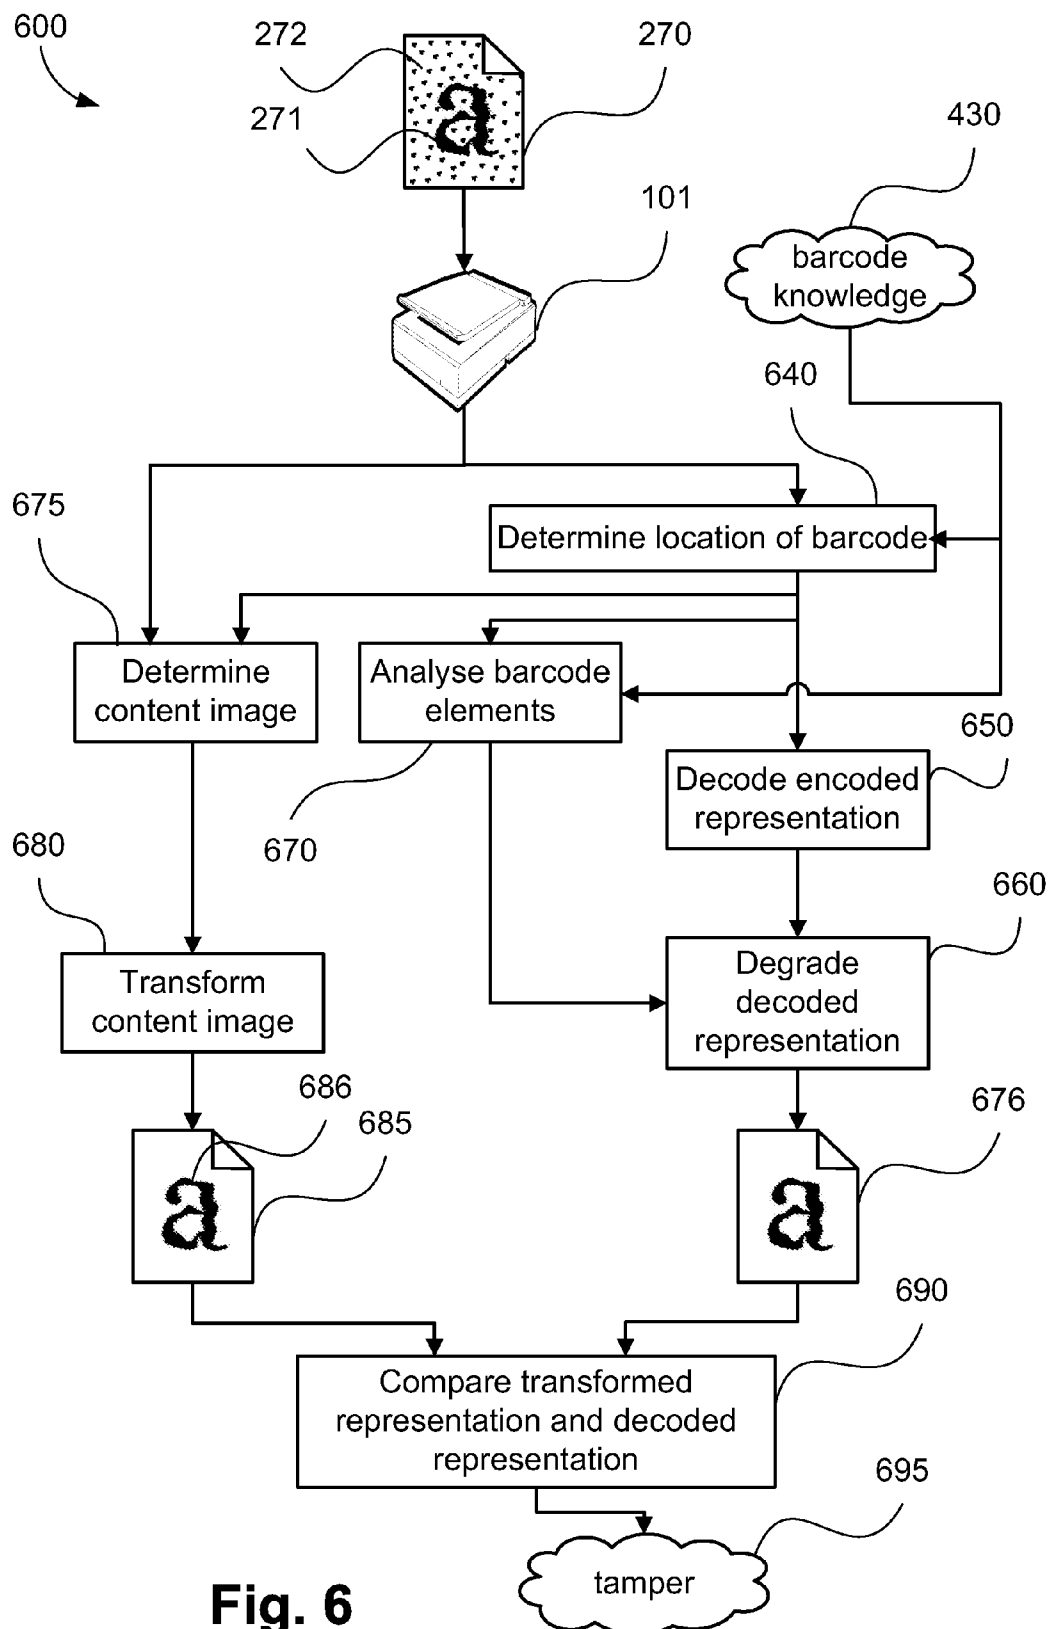 600
272
270
271
a
430
101
barcode
knowledge
640
675
Determine location of barcode
Determine
content image
Analyse barcode
elements
650
Decode encoded
representation
670
680
660
Degrade
decoded
representation
Transform
content image
686
685
676
a
a
690
Compare transformed
representation and decoded
representation
695
tamper
Fig. 6